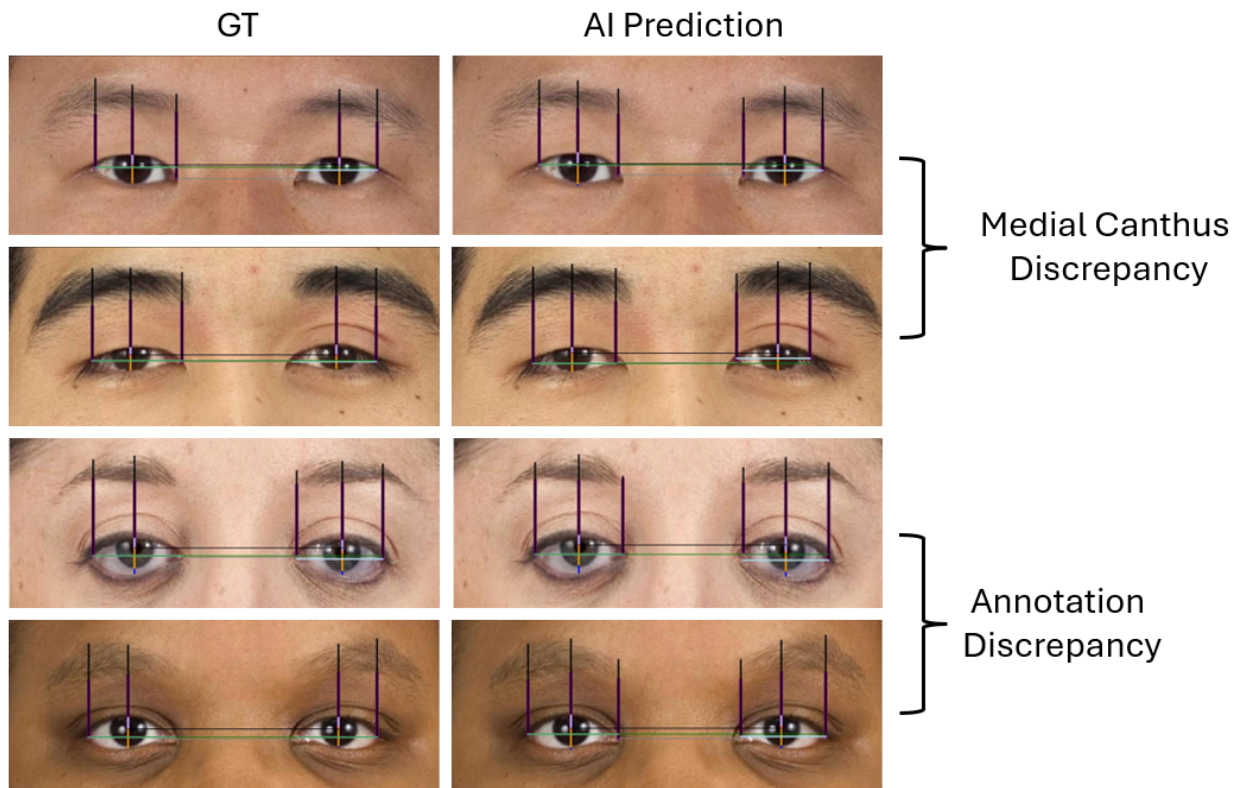 GT
AI Prediction
Medial Canthus
Discrepancy
Annotation
Discrepancy